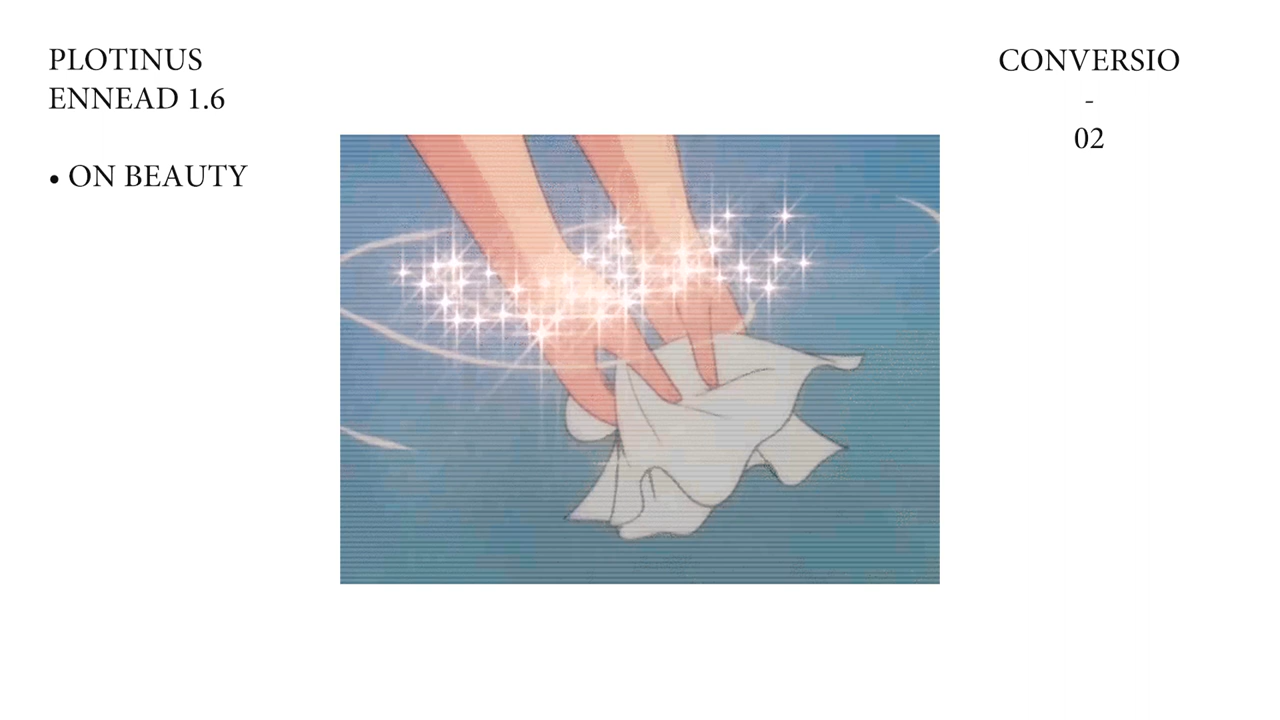 PLOTINUS
ENNEAD 1.6
• ON BEAUTY
CONVERSIO
-
02